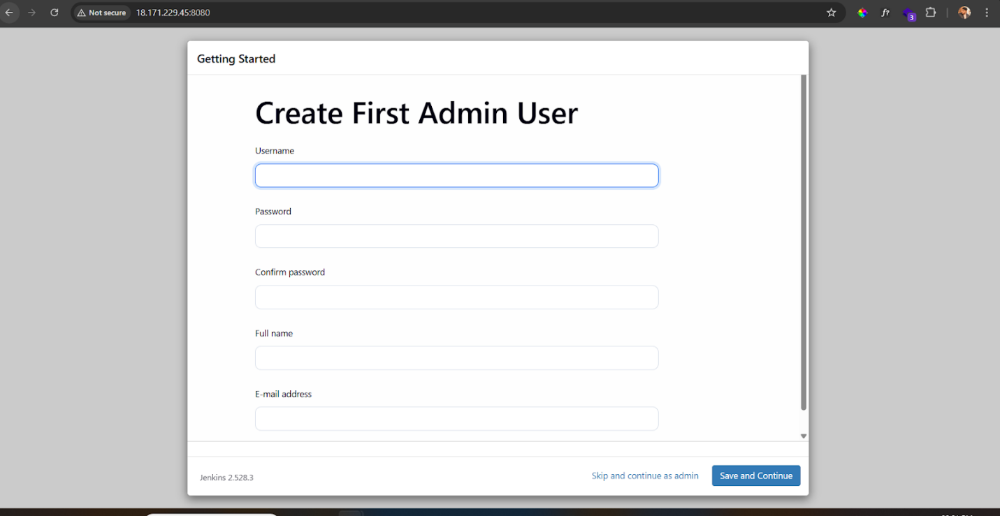 Not secure 18.171.229.45:8080
f?
3
Getting Started
Create First Admin User
Username
Password
Confirm password
Full name
E-mail address
Jenkins 2.528.3
Skip and continue as admin
Save and Continue